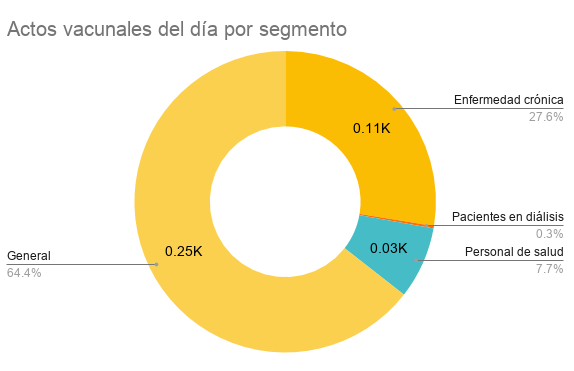 Actos vacunales del día por segmento
Enfermedad crónica
27.6%
0.11K
Pacientes en diálisis
0.3%
Personal de salud
7.7%
0.03K
General
64.4%
0.25K